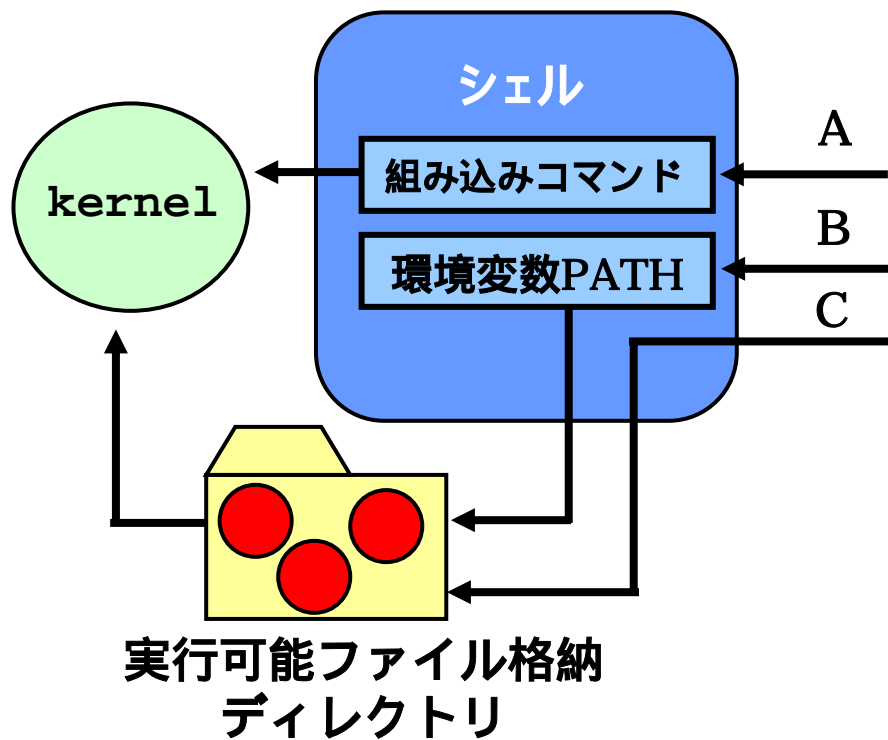 シェル
A
組み込みコマンド
kernel
B
環境変数PATH
C
実行可能ファイル格納
ディレクトリ